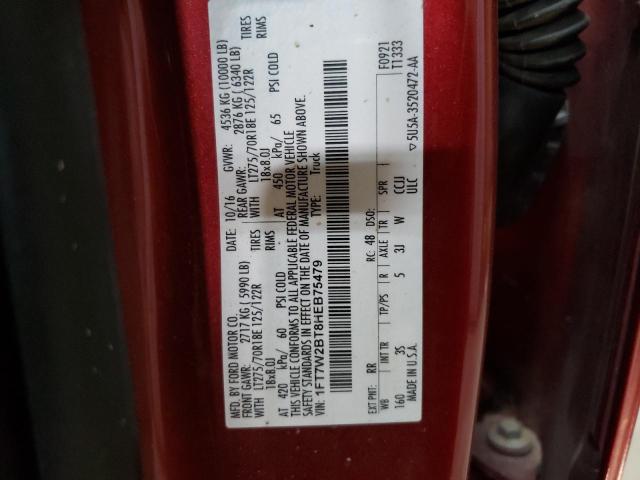 MFD. BY FORD MOTOR CO.
DATE: 10/16
GVWR: 4536 KG (10000 LB)
FRONT GAWR: 2717 KG ( 5990 LB)
REAR GAWR: 2876 KG ( 6340 LB)
WITH LT275/70R18E 125/122R TIRES
WITH LT275/70R18E 125/122R TIRES
18x8.0J RIMS
18x8.0J RIMS
AT 420 kPa/ 60 PSI COLD
AT 450 kPa/ 65 PSI COLD
THIS VEHICLE CONFORMS TO ALL APPLICABLE FEDERAL MOTOR VEHICLE
SAFETY STANDARDS IN EFFECT ON THE DATE OF MANUFACTURE SHOWN ABOVE.
VIN: 1FT7W2BT8HEB75479
TYPE: Truck
F0921
T1333
EXT PNT: RR RC: 48 DSO:
WB INT TR TP/PS R AXLE TR SPR
160 35 5 3J W CCJJ
MADE IN U.S.A. ULC
▽5U5A-3520472-AA